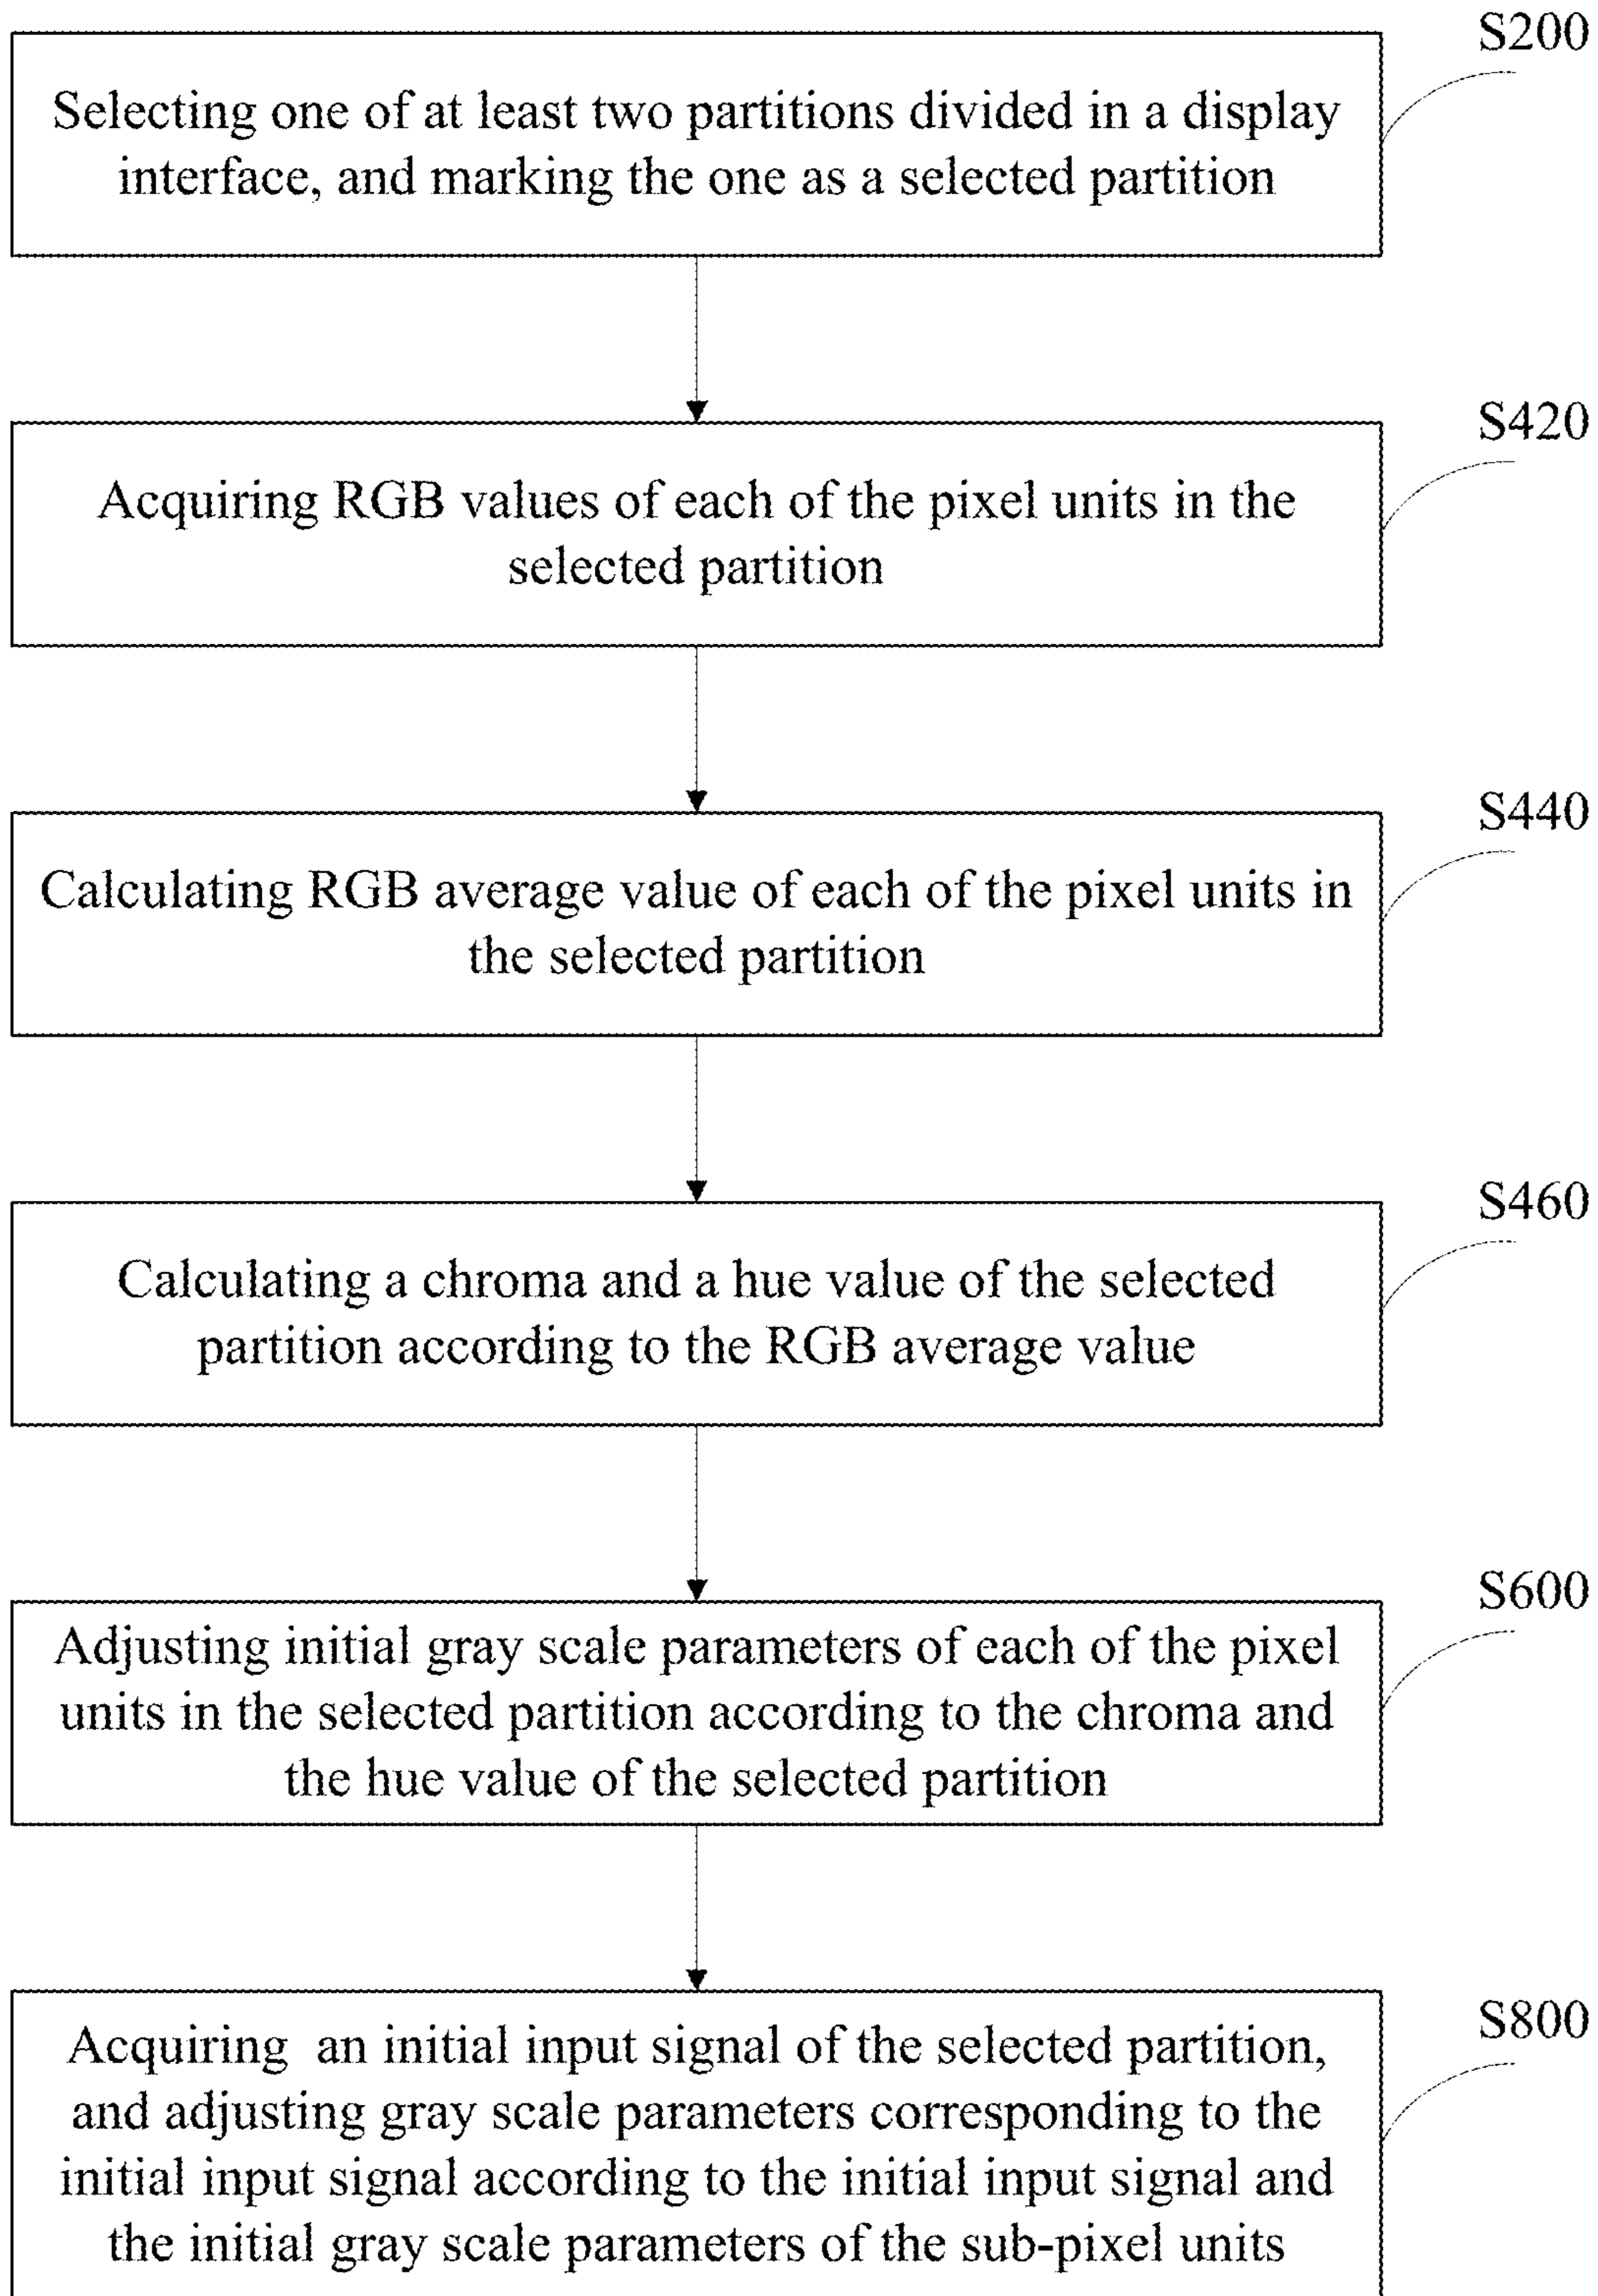 S200
Selecting one of at least two partitions divided in a display
interface, and marking the one as a selected partition
S420
Acquiring RGB values of each of the pixel units in the
selected partition
S440
Calculating RGB average value of each of the pixel units in
the selected partition
S460
Calculating a chroma and a hue value of the selected
partition according to the RGB average value
S600
Adjusting initial gray scale parameters of each of the pixel
units in the selected partition according to the chroma and
the hue value of the selected partition
S800
Acquiring an initial input signal of the selected partition,
and adjusting gray scale parameters corresponding to the
initial input signal according to the initial input signal and
the initial gray scale parameters of the sub-pixel units